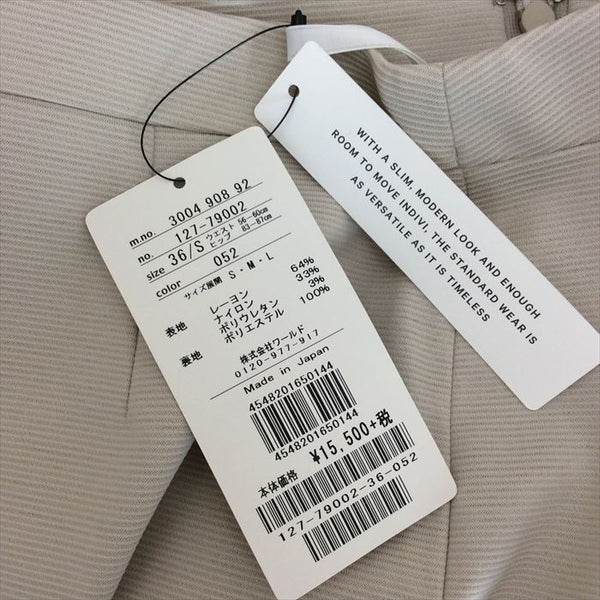 m.no. 3004 908 92
no. 127-79002
size 36/S ウエスト 56-60cm
ヒップ 83-87cm
color 052
サイズ展開 S・M・L
表地 レーヨン 64%
ナイロン 33%
ポリウレタン 3%
裏地 ポリエステル 100%
株式会社ワールド
0120-977-917
Made in Japan
4548201650144
4548201650144
本体価格 ¥15,500+税
127-79002-36-052
WITH A SLIM, MODERN LOOK AND ENOUGH
ROOM TO MOVE INDIVI, THE STANDARD WEAR IS
AS VERSATILE AS IT IS TIMELESS